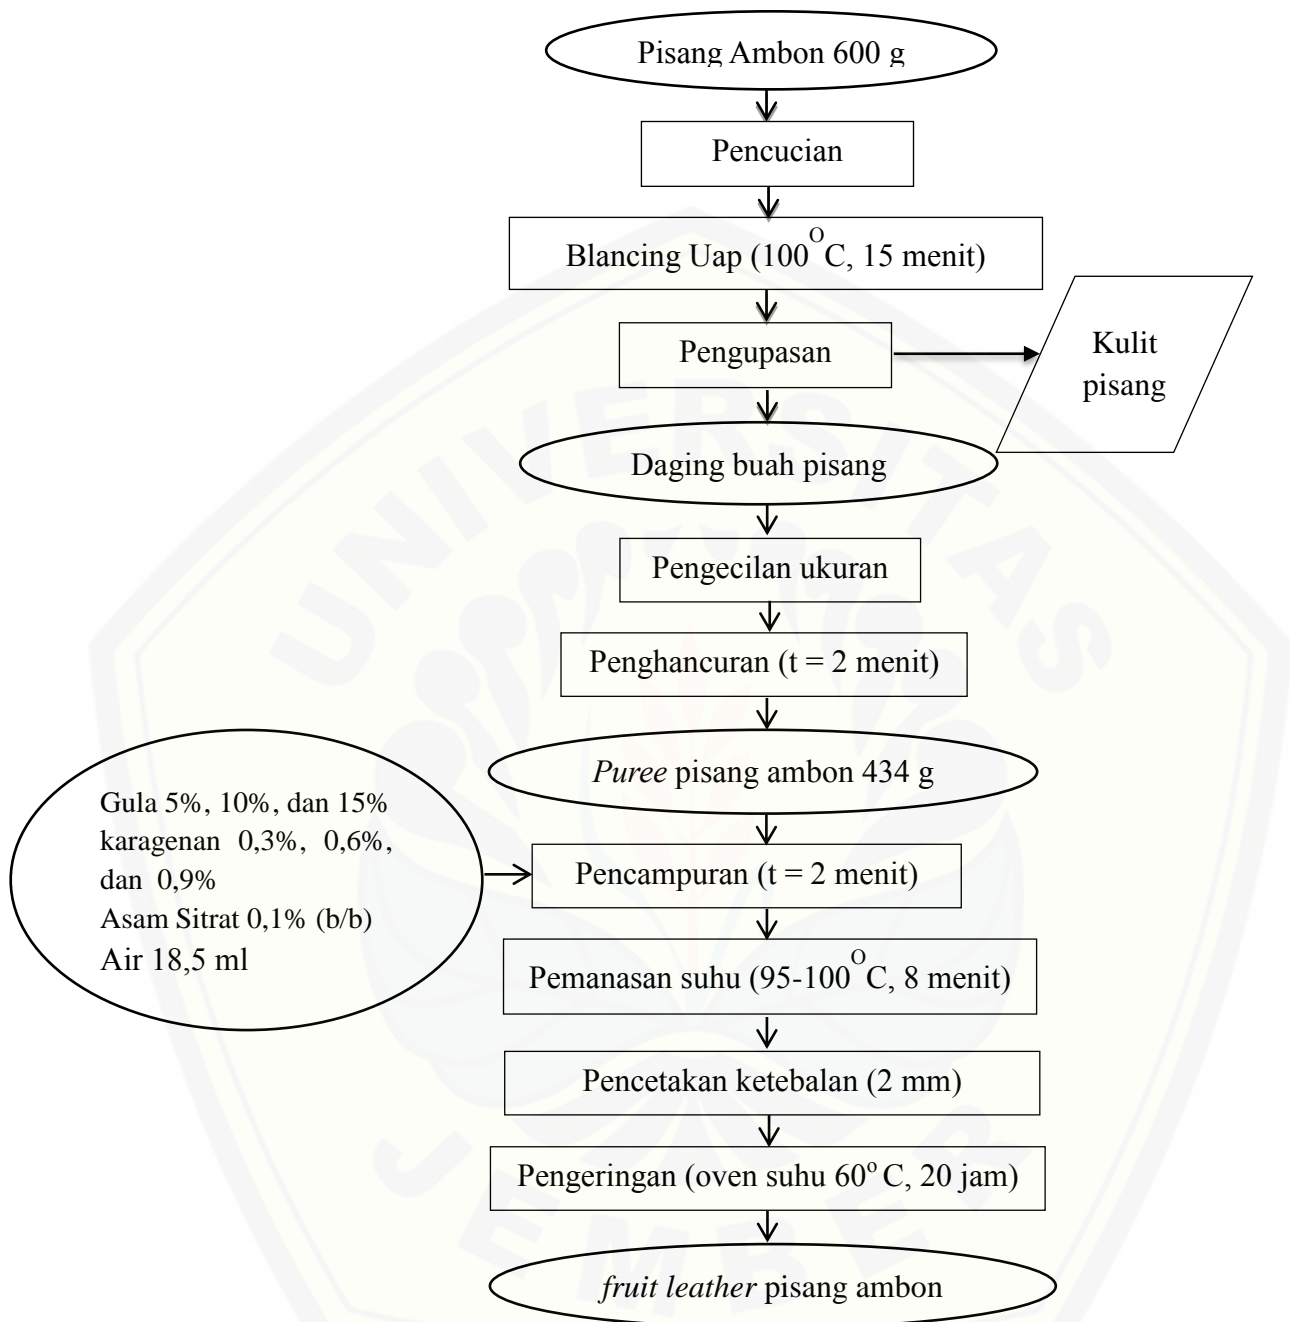 Pisang Ambon 600 g
Pencucian
Blancing Uap (100°C, 15 menit)
Pengupasan
Kulit
pisang
Daging buah pisang
Pengecilan ukuran
Penghancuran (t = 2 menit)
Puree pisang ambon 434 g
Gula 5%, 10%, dan 15%
karagenan 0,3%, 0,6%,
dan 0,9%
Asam Sitrat 0,1% (b/b)
Air 18,5 ml
Pencampuran (t = 2 menit)
Pemanasan suhu (95-100°C, 8 menit)
Pencetakan ketebalan (2 mm)
Pengeringan (oven suhu 60° C, 20 jam)
fruit leather pisang ambon
UNIVERSITAS
JEMBER